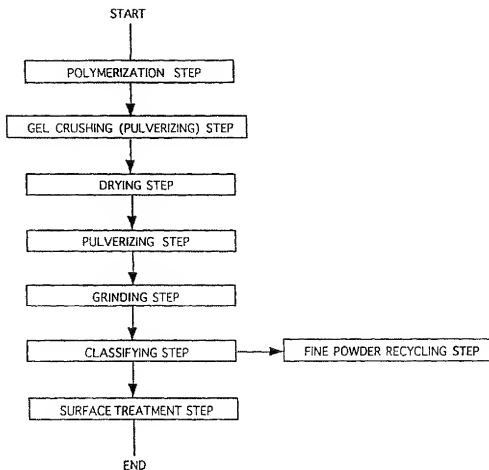 START
POLYMERIZATION STEP
GEL CRUSHING (PULVERIZING) STEP
DRYING STEP
PULVERIZING STEP
GRINDING STEP
CLASSIFYING STEP
FINE POWDER RECYCLING STEP
SURFACE TREATMENT STEP
END